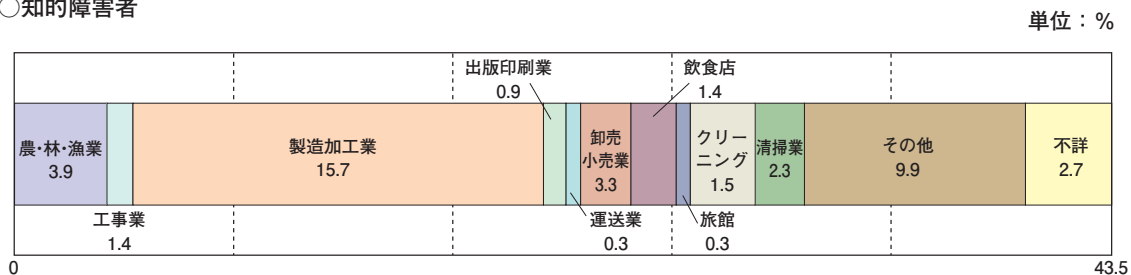 ○知的障害者
単位：%
出版印刷業
0.9
飲食店
1.4
農・林・漁業
3.9
製造加工業
15.7
卸売
小売業
3.3
クリー
ニング
1.5
清掃業
2.3
その他
9.9
不詳
2.7
工事業
1.4
運送業
0.3
旅館
0.3
0
43.5